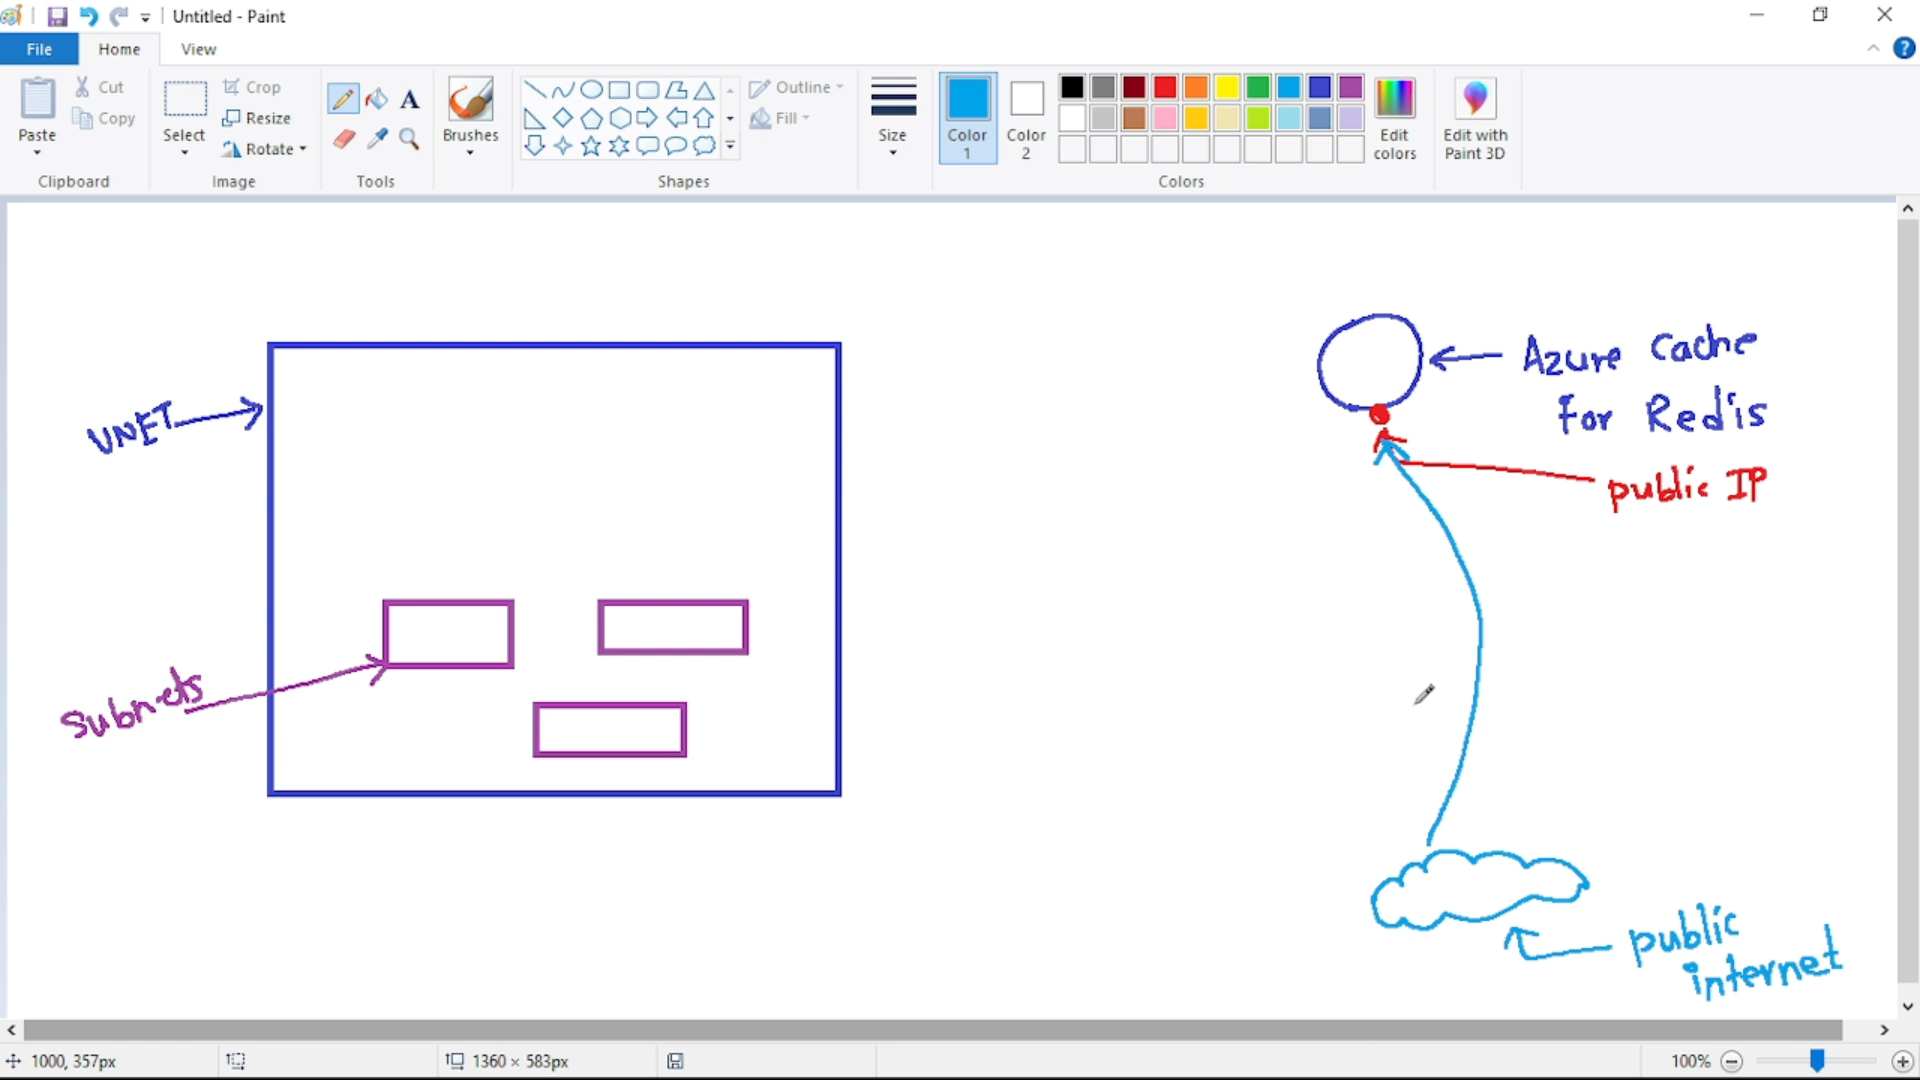 Untitled - Paint
File
Home
View
Paste
Cut
Copy
Clipboard
Select
Crop
Resize
Rotate
Image
A
Tools
Brushes
Shapes
Outline
Fill
Size
Color
1
Color
2
Edit
colors
Colors
Edit with
Paint 3D
?
VNET
Azure Cache
For Redis
public IP
Subnets
public
internet
1000, 357px
1360 × 583px
100%